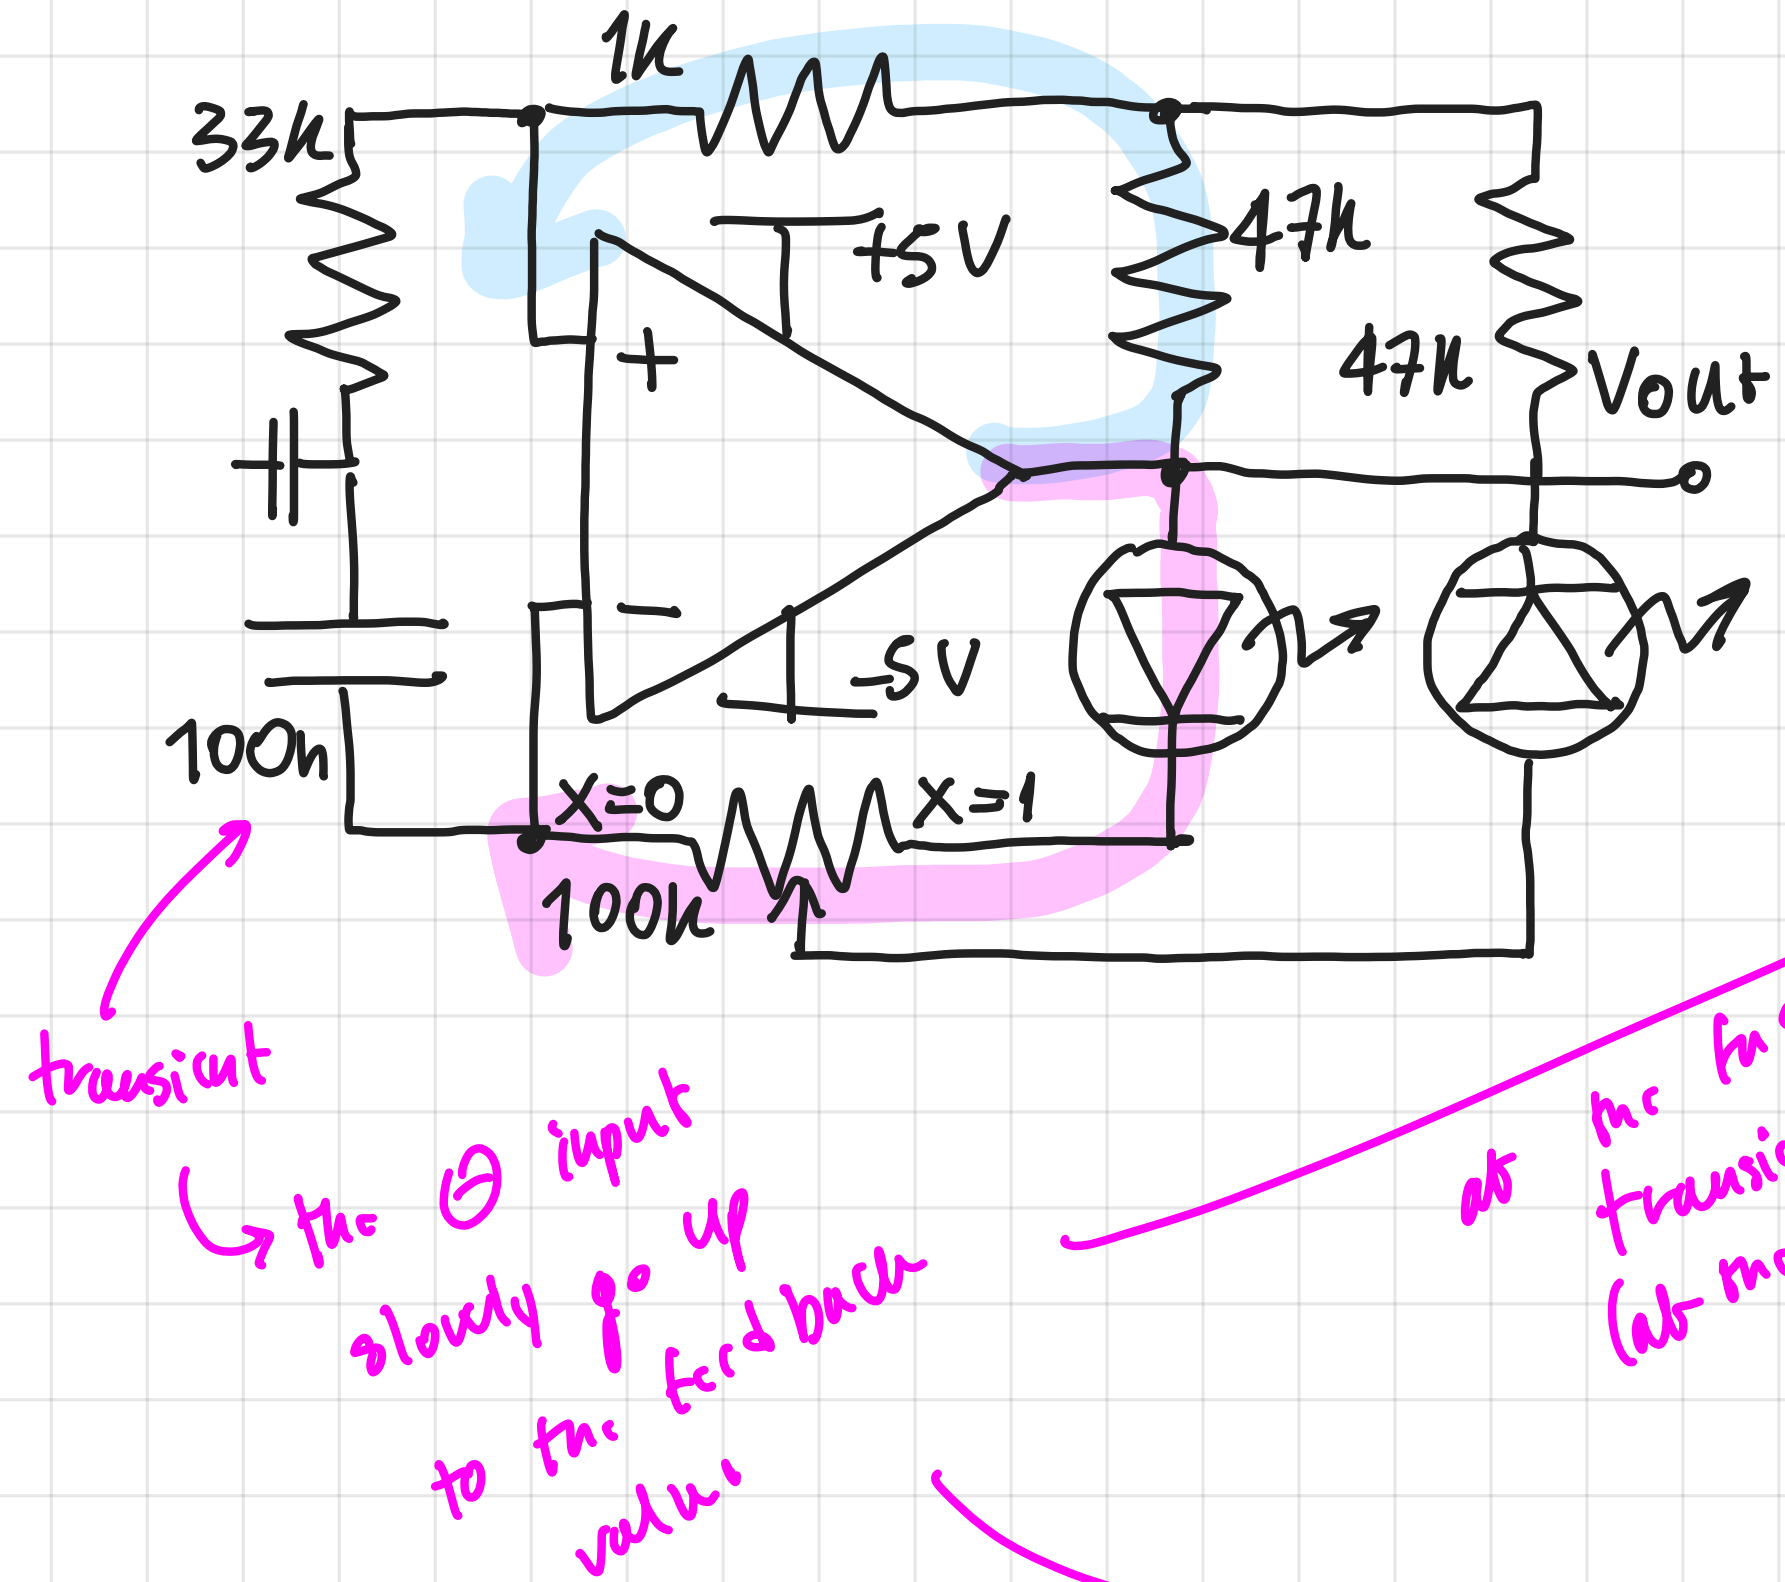 1K
33K
+5V
47K
47K
Vout
+
-
-5V
100n
X=0
X=1
100K
transient
the ⊖ input
slowly go up
to the feedback
value
at the
transi
(at